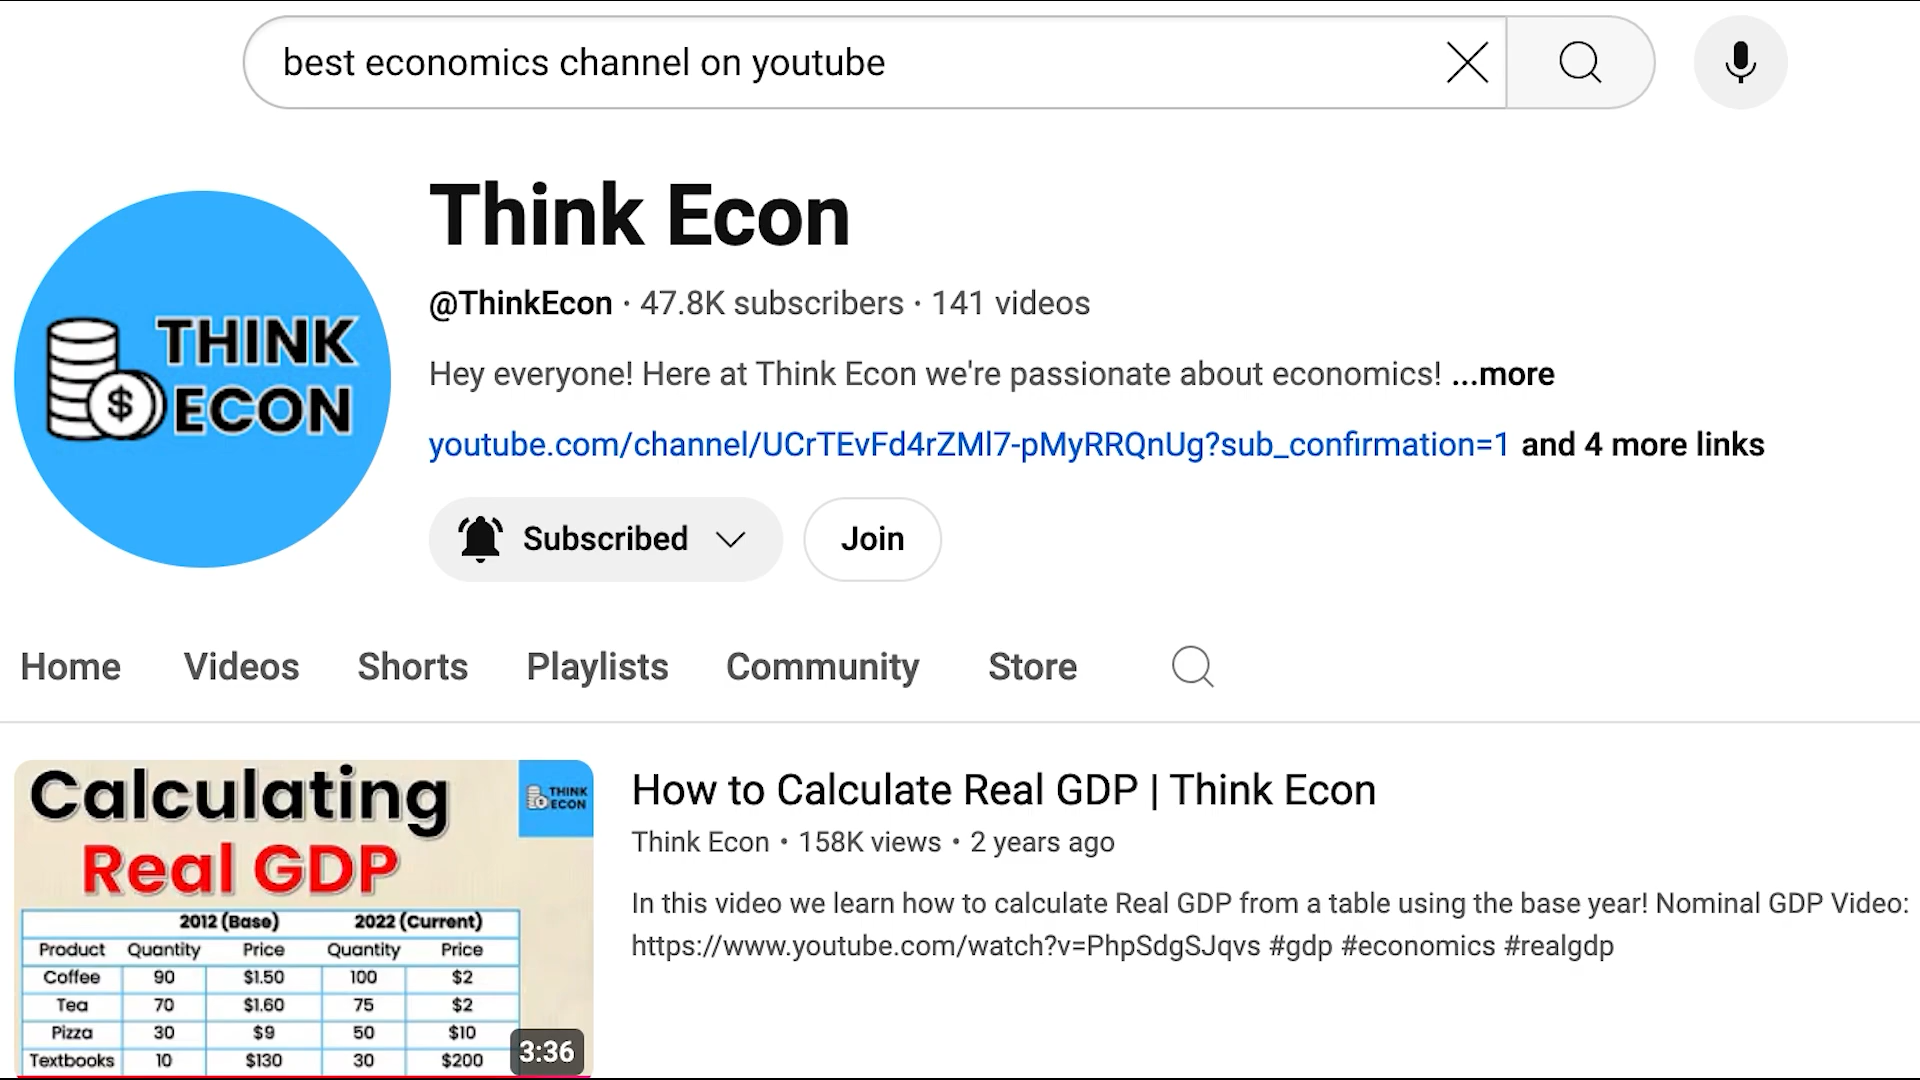 best economics channel on youtube
Think Econ
@ThinkEcon · 47.8K subscribers · 141 videos
Hey everyone! Here at Think Econ we're passionate about economics! ...more
youtube.com/channel/UCrTEvFd4rZMl7-pMyRRQnUg?sub_confirmation=1 and 4 more links
THINK
$ ECON
Subscribed
Join
Home Videos Shorts Playlists Community Store
Calculating
THINK
ECON
Real GDP
2012 (Base) 2022 (Current)
Product Quantity Price Quantity Price
Coffee 90 $1.50 100 $2
Tea 70 $1.60 75 $2
Pizza 30 $9 50 $10
Textbooks 10 $130 30 $200
3:36
How to Calculate Real GDP | Think Econ
Think Econ • 158K views • 2 years ago
In this video we learn how to calculate Real GDP from a table using the base year! Nominal GDP Video:
https://www.youtube.com/watch?v=PhpSdgSJqvs #gdp #economics #realgdp